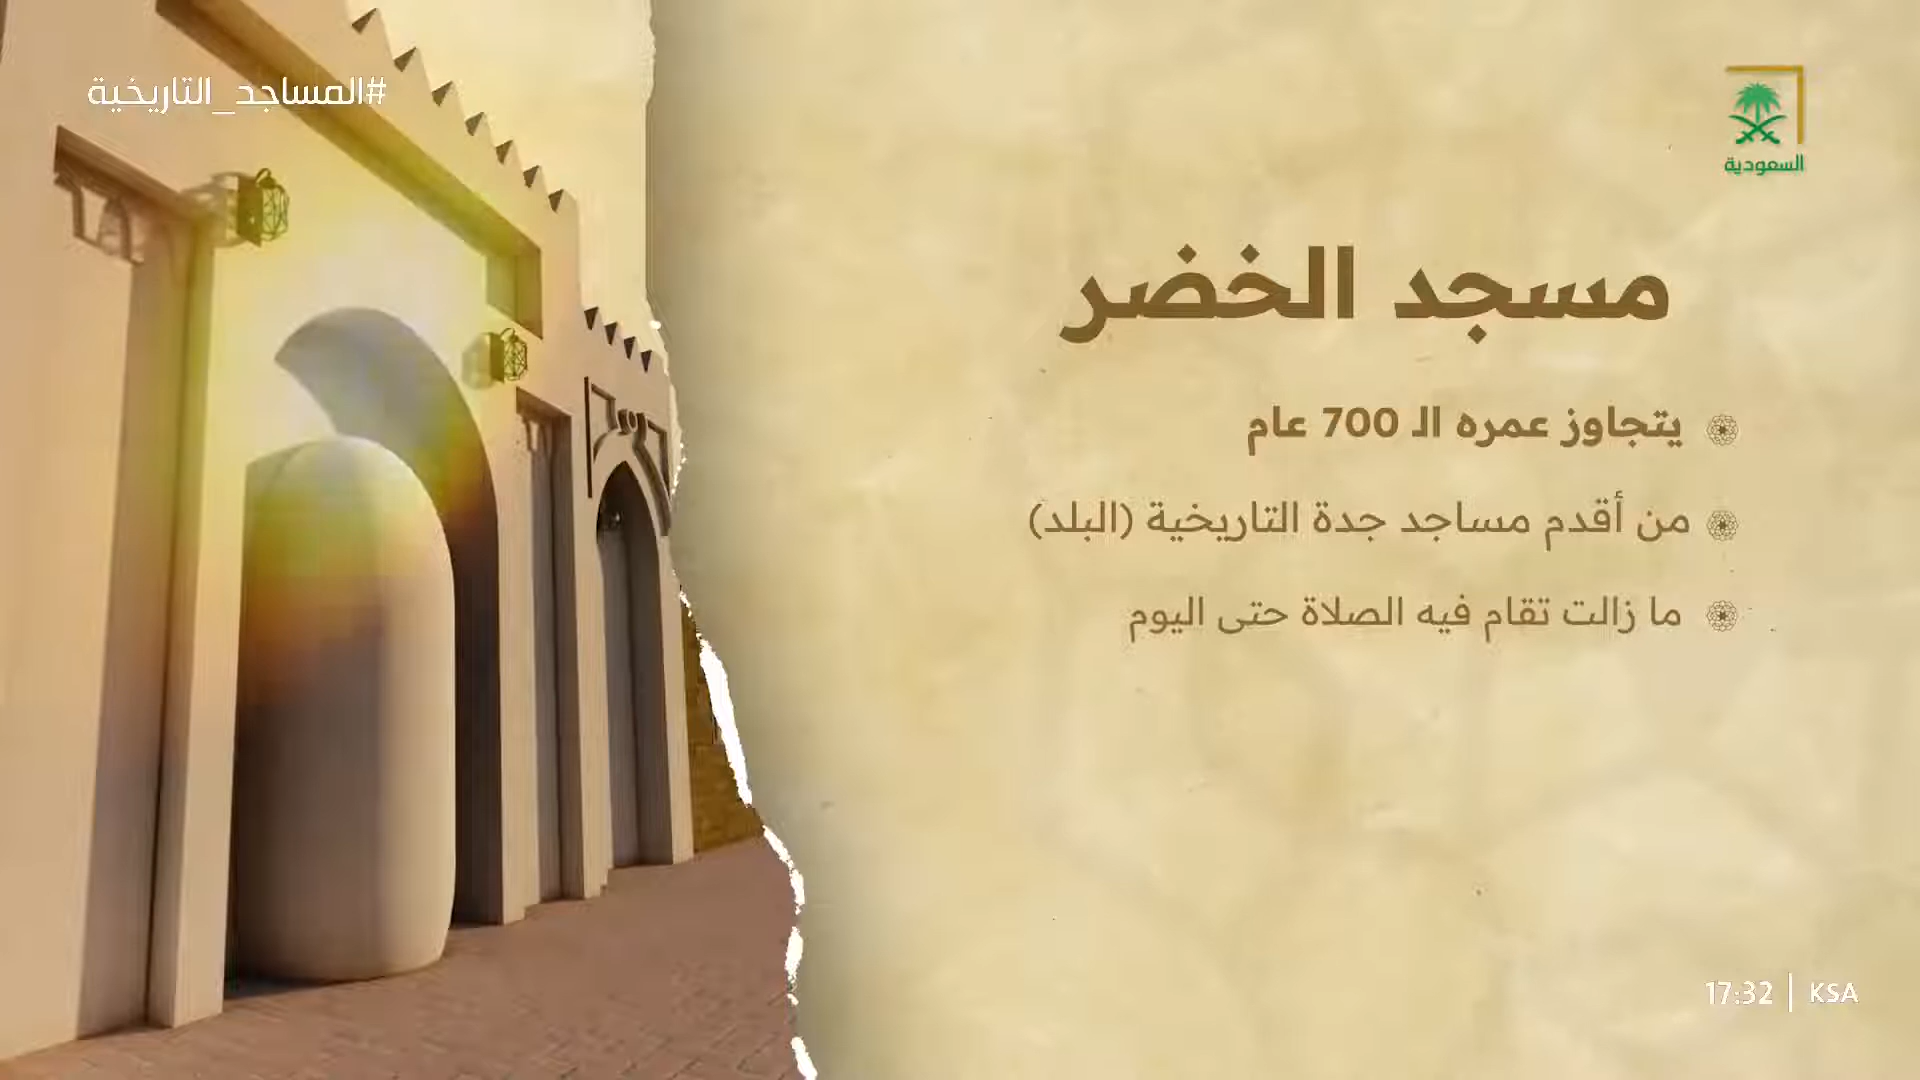 #المساجد_التاريخية
السعودية
مسجد الخضر
يتجاوز عمره الـ 700 عام
من أقدم مساجد جدة التاريخية (البلد)
ما زالت تقام فيه الصلاة حتى اليوم
17:32 | KSA